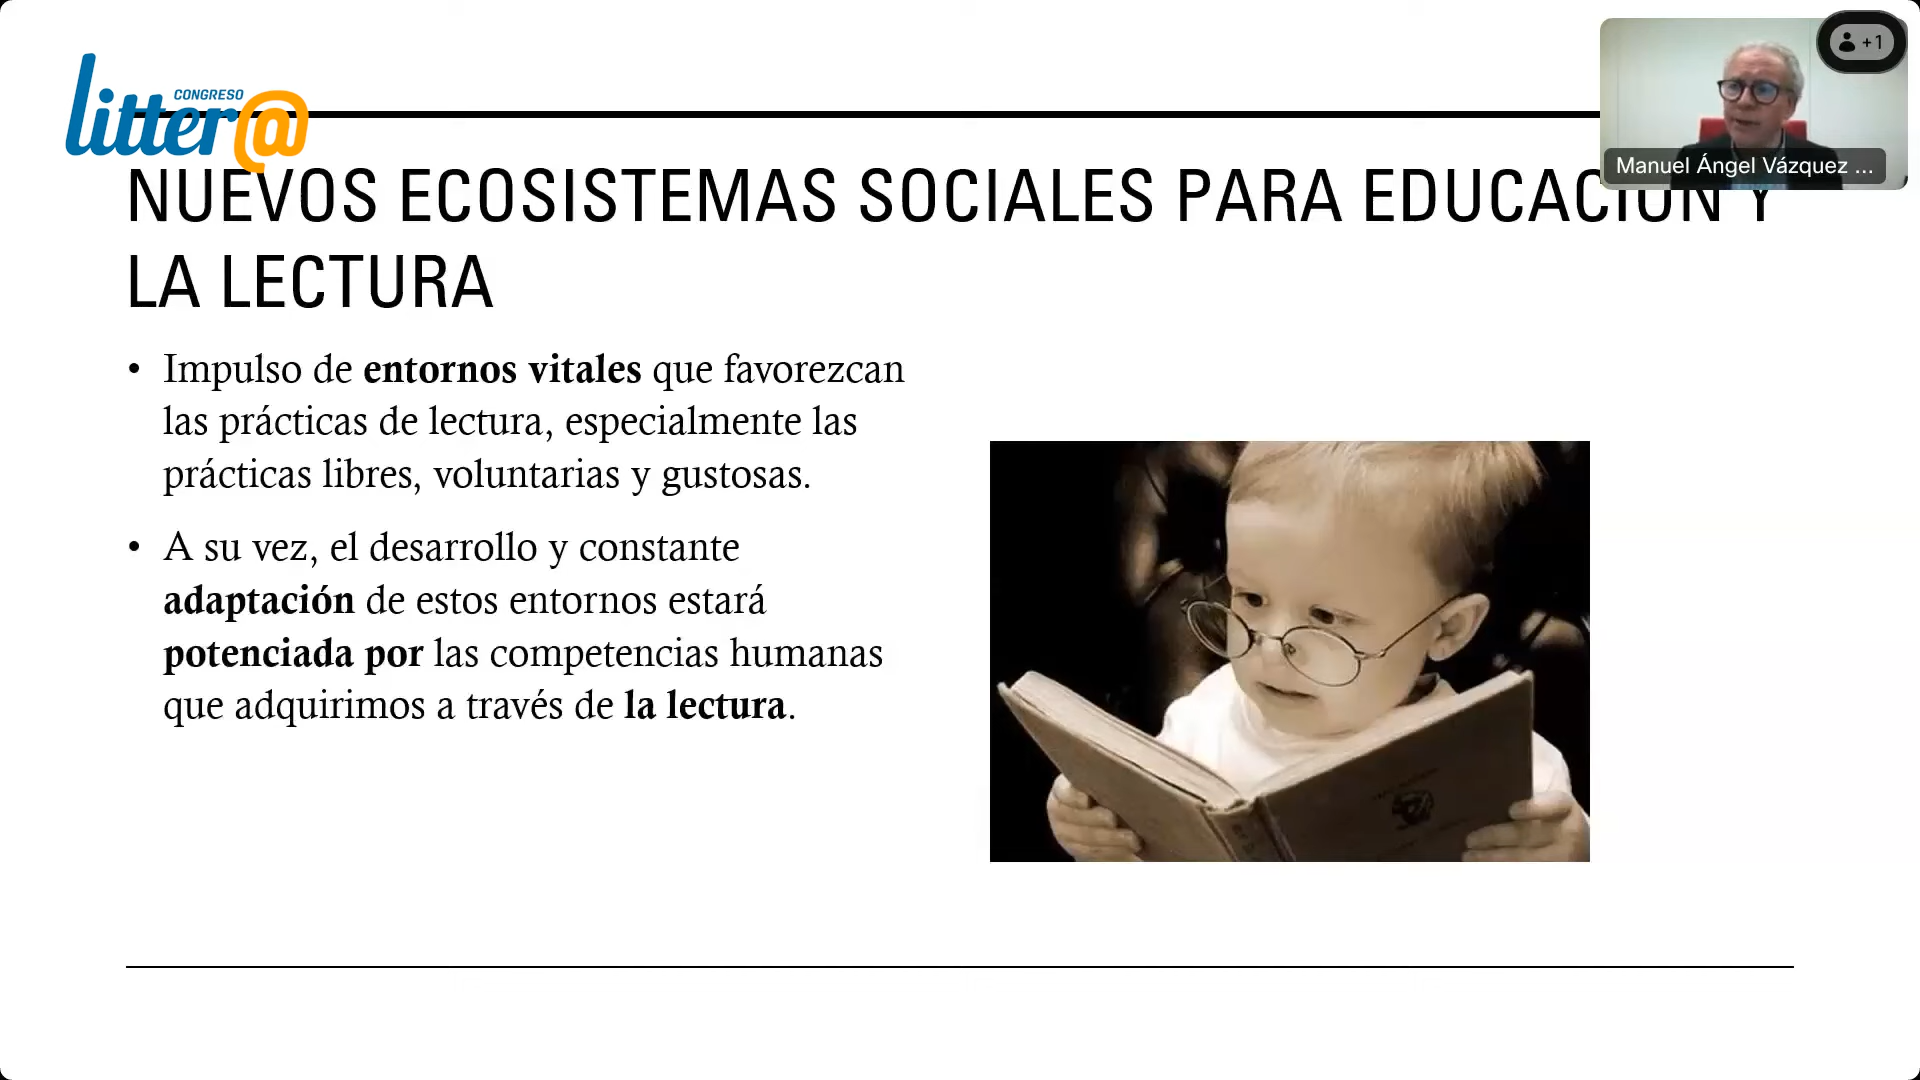 CONGRESO
litter@
+1
Manuel Ángel Vázquez ...
NUEVOS ECOSISTEMAS SOCIALES PARA EDUCACIÓN Y
LA LECTURA
• Impulso de entornos vitales que favorezcan
las prácticas de lectura, especialmente las
prácticas libres, voluntarias y gustosas.
• A su vez, el desarrollo y constante
adaptación de estos entornos estará
potenciada por las competencias humanas
que adquirimos a través de la lectura.